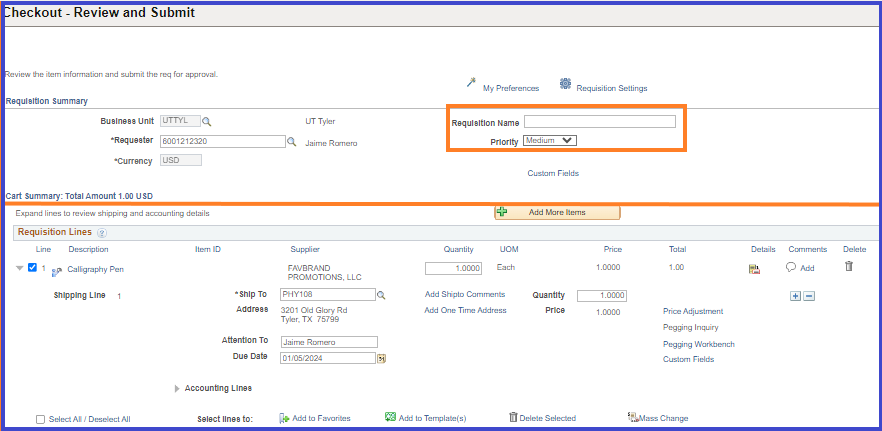 Checkout - Review and Submit
Review the item information and submit the req for approval.
My Preferences Requisition Settings
Requisition Summary
Business Unit UTTYL UT Tyler Requisition Name
*Requester 6001212320 Jaime Romero Priority Medium
*Currency USD
Custom Fields
Cart Summary: Total Amount 1.00 USD
Expand lines to review shipping and accounting details Add More Items
Requisition Lines ?
Line Description Item ID Supplier Quantity UOM Price Total Details Comments Delete
1 Calligraphy Pen FAVBRAND PROMOTIONS, LLC 1.0000 Each 1.0000 1.00 Add
Shipping Line 1 *Ship To PHY108 Add Shipto Comments Quantity 1.0000
Address 3201 Old Glory Rd Add One Time Address Price 1.0000 Price Adjustment
Tyler, TX 75799
Pegging Inquiry
Attention To Jaime Romero Pegging Workbench
Due Date 01/05/2024 Custom Fields
Accounting Lines
Select All / Deselect All Select lines to: Add to Favorites Add to Template(s) Delete Selected Mass Change